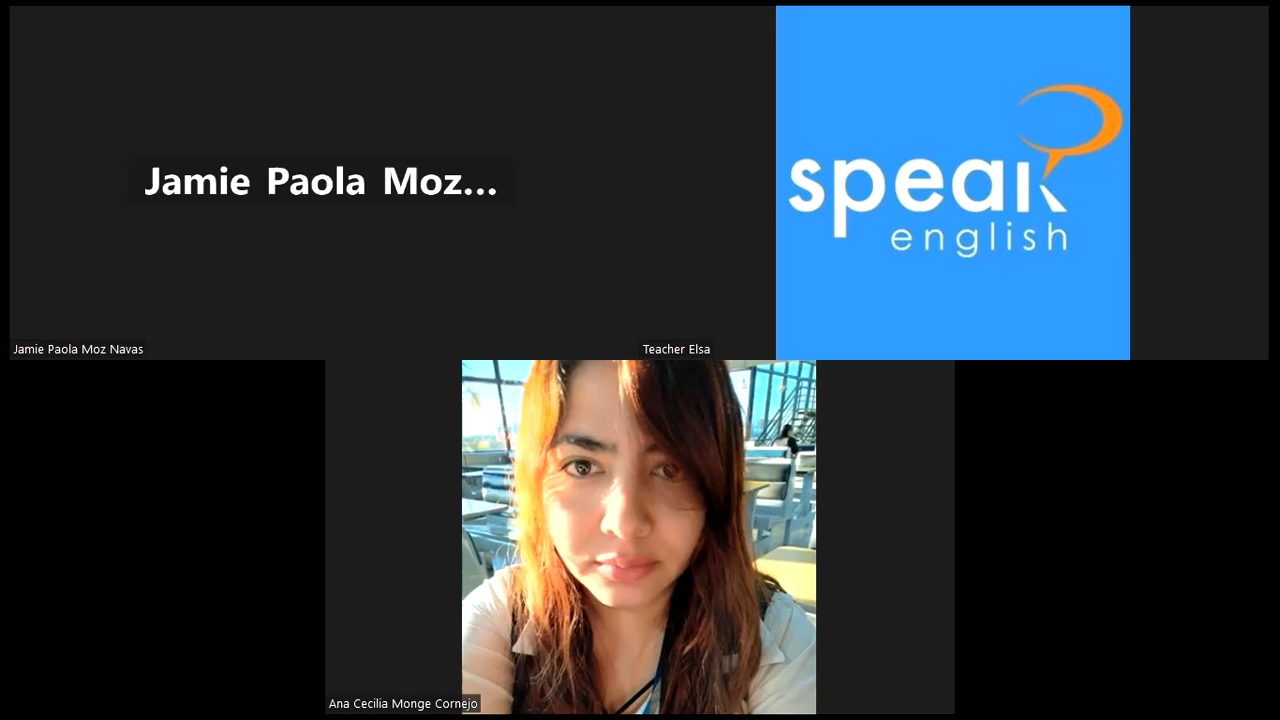 Jamie Paola Moz...
speak
english
Jamie Paola Moz Navas
Teacher Elsa
Ana Cecilia Monge Cornejo